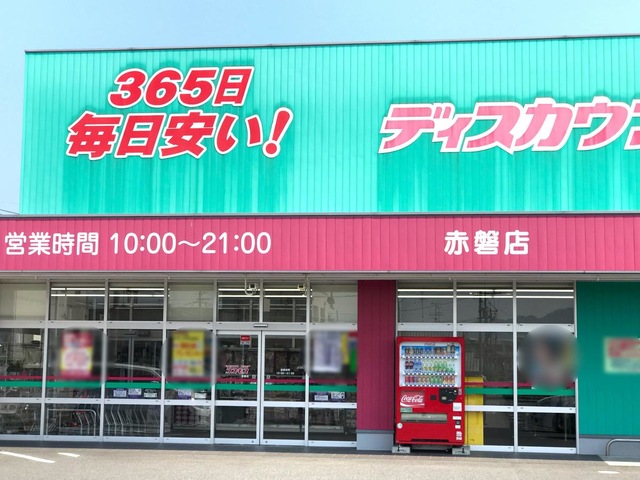 365日
毎日安い!
ディスカウン
営業時間 10:00〜21:00
赤磐店
Coca-Cola